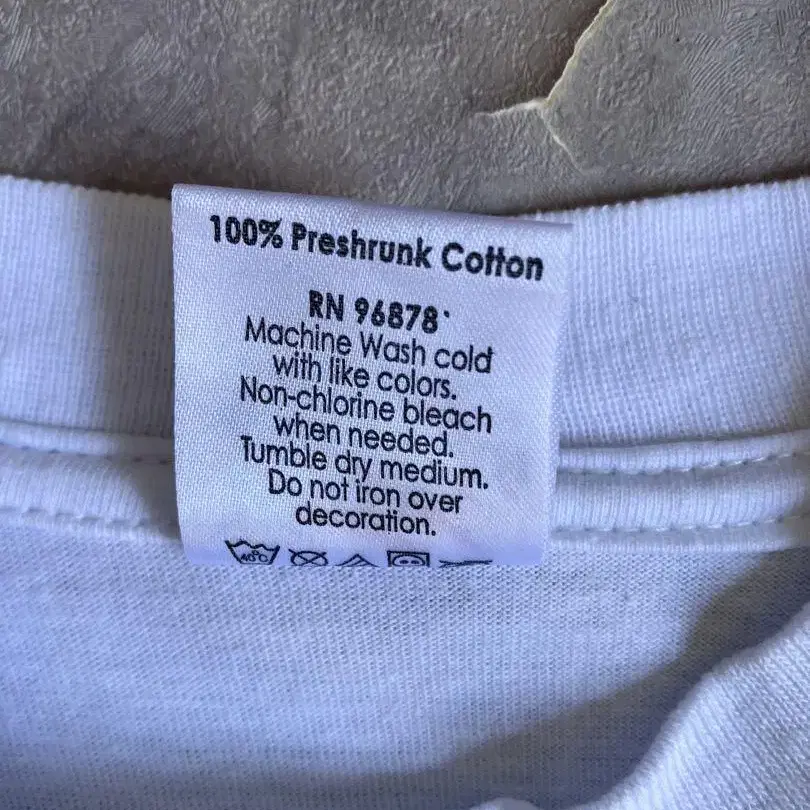 100% Preshrunk Cotton
RN 96878
Machine Wash cold
with like colors.
Non-chlorine bleach
when needed.
Tumble dry medium.
Do not iron over
decoration.
40°C